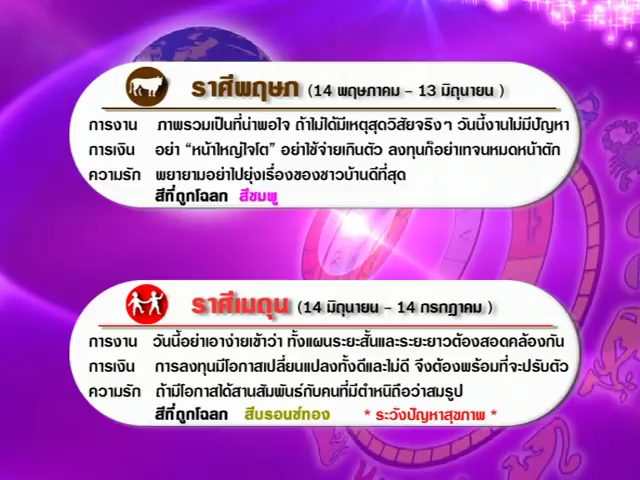 ราศีพฤษภ (14 พฤษภาคม - 13 มิถุนายน )
การงาน ภาพรวมเป็นที่น่าพอใจ ถ้าไม่ได้มีเหตุสุดวิสัยจริงๆ วันนี้งานไม่มีปัญหา
การเงิน อย่า “หน้าใหญ่ใจโต” อย่าใช้จ่ายเกินตัว ลงทุนก็อย่าเทจนหมดหน้าตัก
ความรัก พยายามอย่าไปยุ่งเรื่องของชาวบ้านดีที่สุด
สีที่ถูกโฉลก สีชมพู
ราศีเมถุน (14 มิถุนายน - 14 กรกฎาคม )
การงาน วันนี้อย่าเอาง่ายเข้าว่า ทั้งแผนระยะสั้นและระยะยาวต้องสอดคล้องกัน
การเงิน การลงทุนมีโอกาสเปลี่ยนแปลงทั้งดีและไม่ดี จึงต้องพร้อมที่จะปรับตัว
ความรัก ถ้ามีโอกาสได้สานสัมพันธ์กับคนที่มีตำหนิถือว่าสมรูป
สีที่ถูกโฉลก สีบรอนซ์ทอง * ระวังปัญหาสุขภาพ *